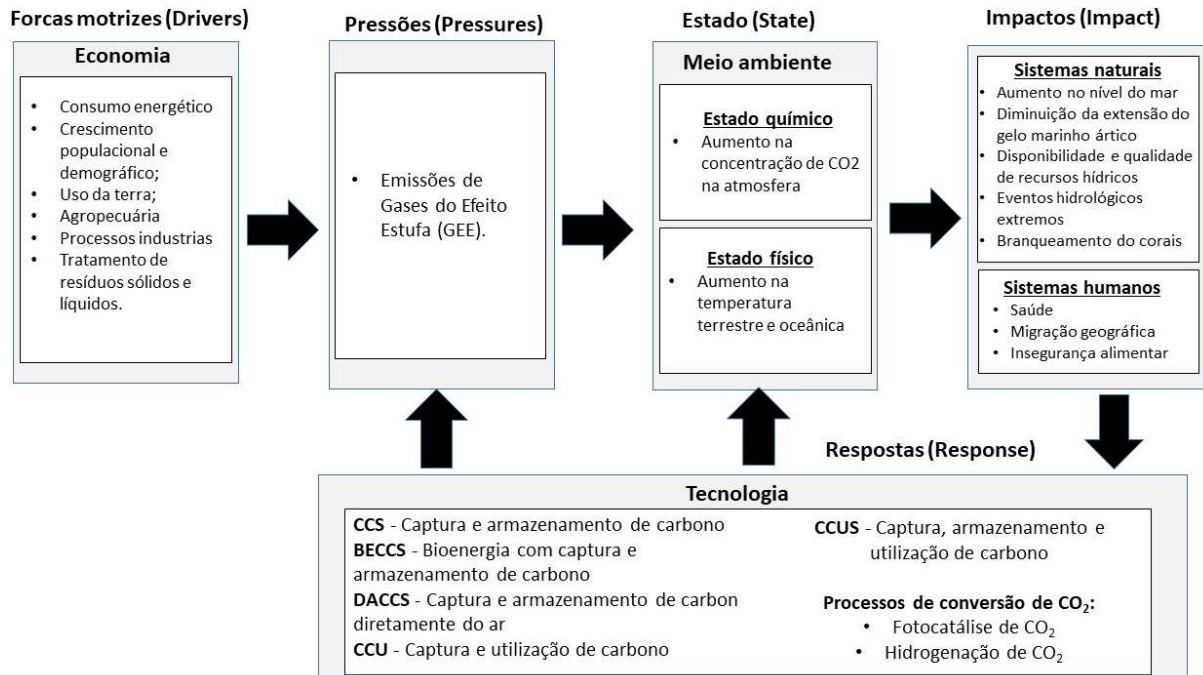 Forcas motrizes (Drivers)
Economia
• Consumo energético
• Crescimento
populacional e
demográfico;
• Uso da terra;
• Agropecuária
• Processos industrias
• Tratamento de
resíduos sólidos e
líquidos.
Pressões (Pressures)
• Emissões de
Gases do Efeito
Estufa (GEE).
Estado (State)
Meio ambiente
Estado químico
• Aumento na
concentração de CO2
na atmosfera
Estado físico
• Aumento na
temperatura
terrestre e oceânica
Impactos (Impact)
Sistemas naturais
• Aumento no nível do mar
• Diminuição da extensão do
gelo marinho ártico
• Disponibilidade e qualidade
de recursos hídricos
• Eventos hidrológicos
extremos
• Branqueamento do corais
Sistemas humanos
• Saúde
• Migração geográfica
• Insegurança alimentar
Respostas (Response)
Tecnologia
CCS - Captura e armazenamento de carbono
BECCS - Bioenergia com captura e
armazenamento de carbono
DACCS - Captura e armazenamento de carbon
diretamente do ar
CCU - Captura e utilização de carbono
CCUS - Captura, armazenamento e
utilização de carbono
Processos de conversão de CO₂:
• Fotocatálise de CO₂
• Hidrogenação de CO₂